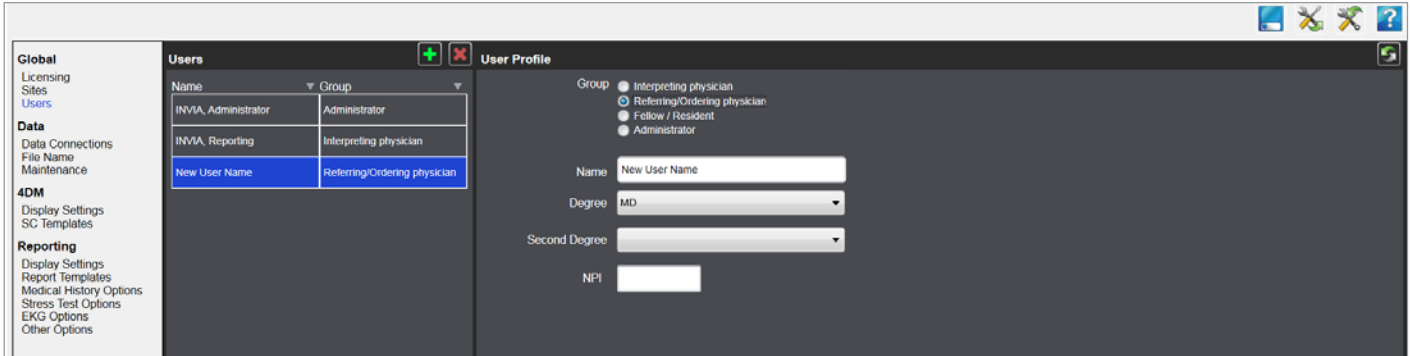 Global
Licensing
Sites
Users
Data
Data Connections
File Name
Maintenance
4DM
Display Settings
SC Templates
Reporting
Display Settings
Report Templates
Medical History Options
Stress Test Options
EKG Options
Other Options
Users
Name Group
INVIA, Administrator Administrator
INVIA, Reporting Interpreting physician
New User Name Referring/Ordering physician
User Profile
Group Interpreting physician
Referring/Ordering physician
Fellow / Resident
Administrator
Name New User Name
Degree MD
Second Degree
NPI